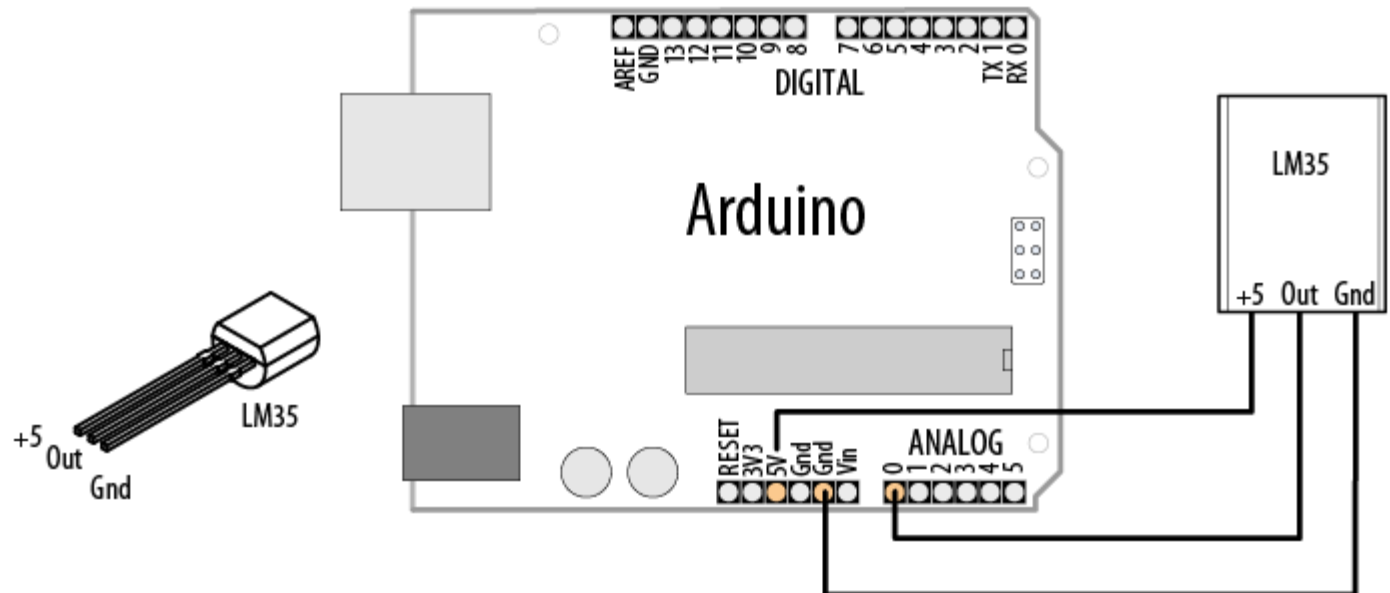 AREF
GND
13
12
11
10
9
8
7
6
5
4
3
2
TX 1
RX 0
DIGITAL
Arduino
LM35
+5 Out Gnd
LM35
+5
Out
Gnd
RESET
3V3
5V
Gnd
Gnd
Vin
ANALOG
0
1
2
3
4
5